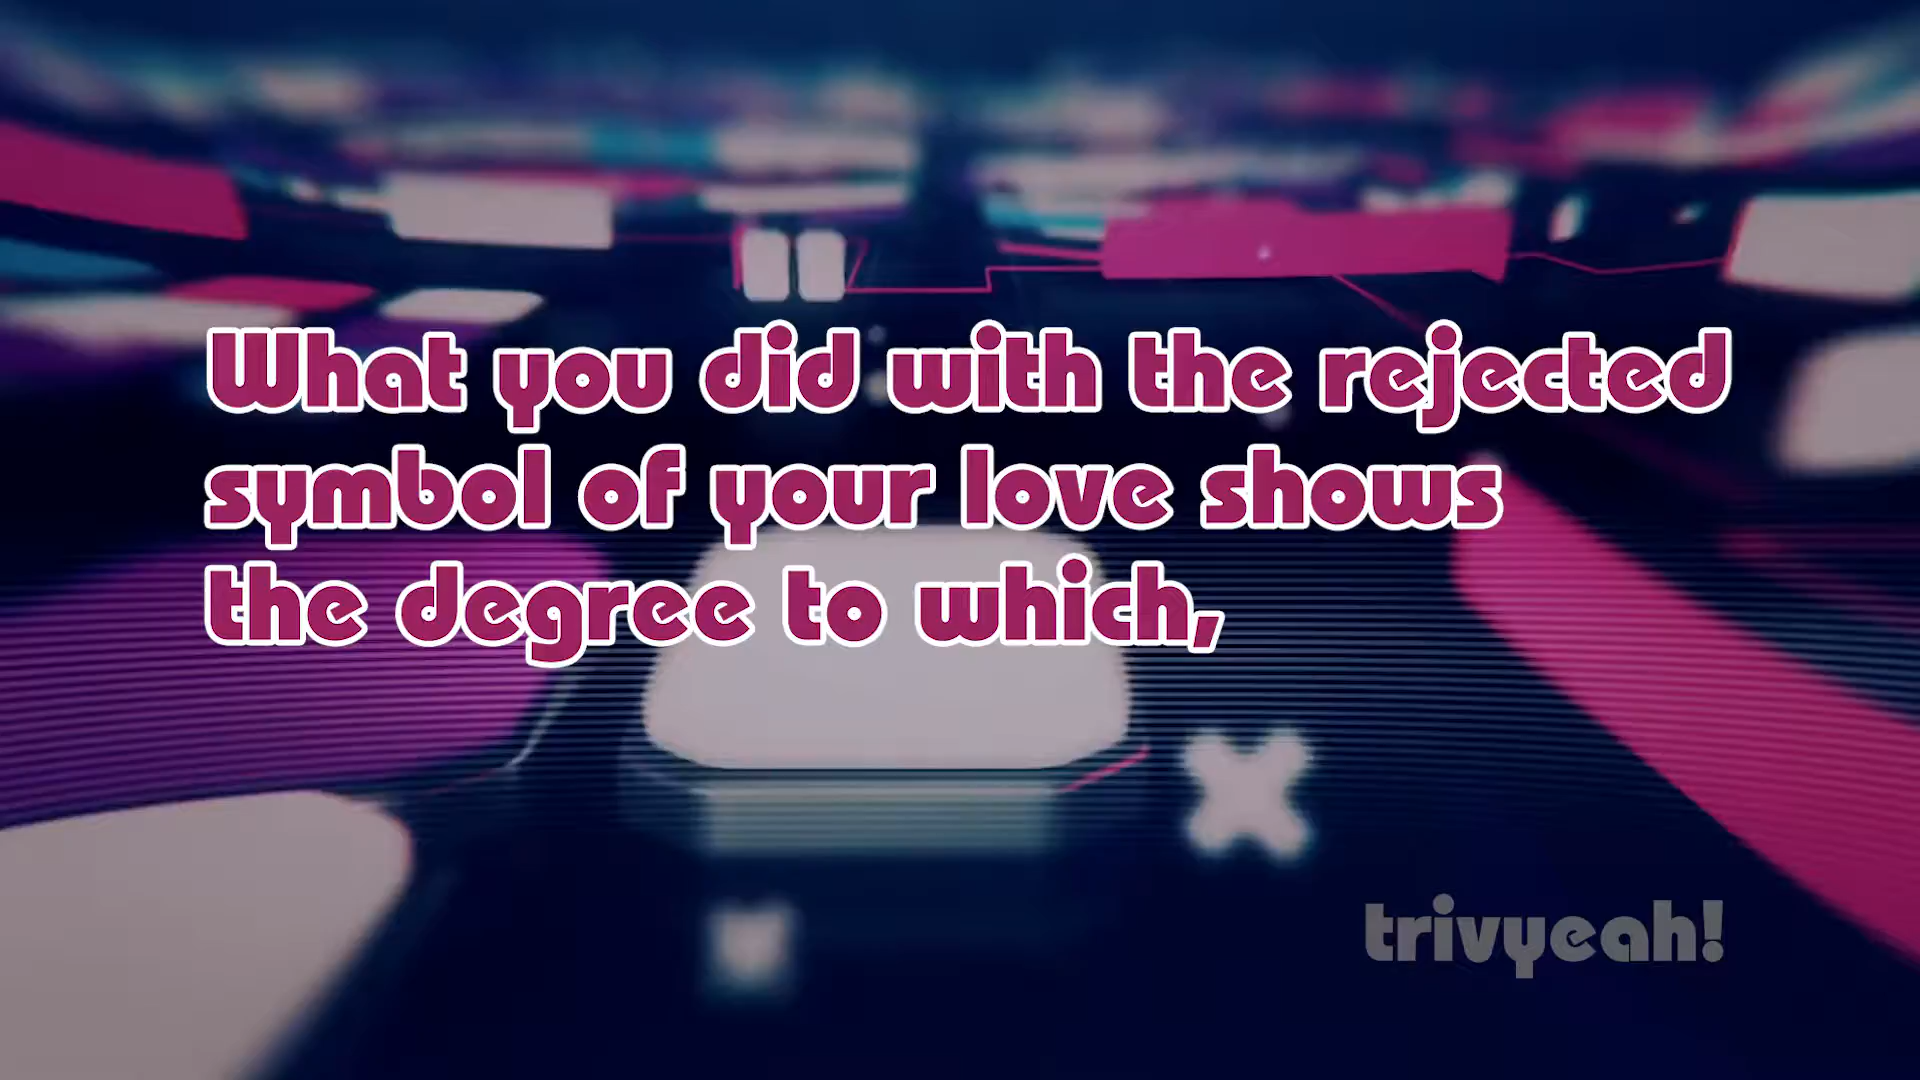 What you did with the rejected
symbol of your love shows
the degree to which,
trivyeah!